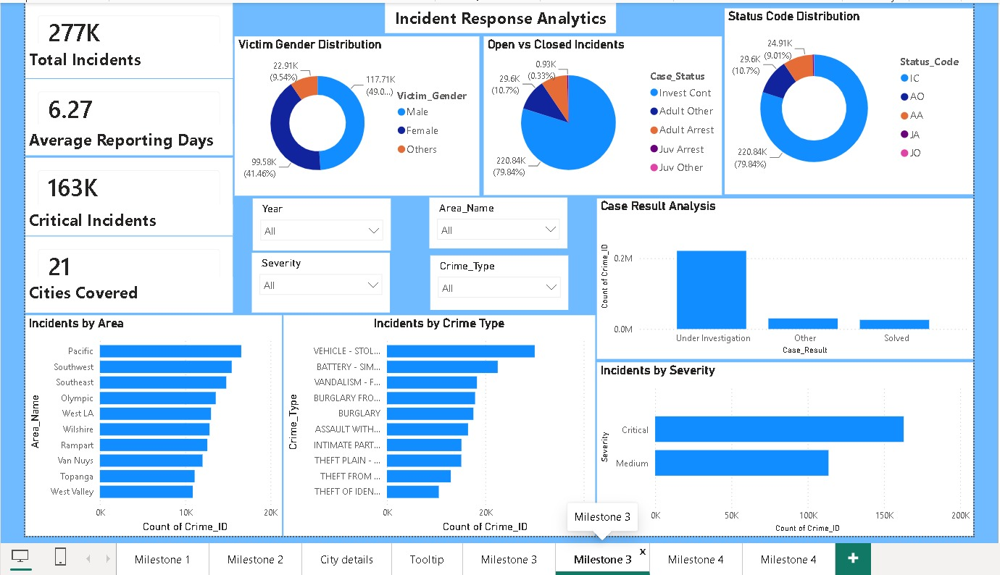 277K
Total Incidents
6.27
Average Reporting Days
163K
Critical Incidents
21
Cities Covered
Incident Response Analytics
Victim Gender Distribution
22.91K
(9.54%)
117.71K
(49.0...)
99.58K
(41.46%)
Victim_Gender
Male
Female
Others
Open vs Closed Incidents
0.93K
(0.33%)
29.6K
(10.7%)
220.84K
(79.84%)
Case_Status
Invest Cont
Adult Other
Adult Arrest
Juv Arrest
Juv Other
Status Code Distribution
24.91K
(9.01%)
29.6K
(10.7%)
220.84K
(79.84%)
Status_Code
IC
AO
AA
JA
JO
Year
All
Area_Name
All
Severity
All
Crime_Type
All
Case Result Analysis
Count of Crime_ID
0.2M
0.0M
Under Investigation
Other
Solved
Case_Result
Incidents by Area
Area_Name
Pacific
Southwest
Southeast
Olympic
West LA
Wilshire
Rampart
Van Nuys
Topanga
West Valley
0K
10K
20K
Count of Crime_ID
Incidents by Crime Type
Crime_Type
VEHICLE - STOL...
BATTERY - SIM...
VANDALISM - F...
BURGLARY FRO...
BURGLARY
ASSAULT WITH...
INTIMATE PART...
THEFT PLAIN - ...
THEFT FROM ...
THEFT OF IDEN...
0K
20K
Count of Crime_ID
Incidents by Severity
Severity
Critical
Medium
0K
50K
100K
150K
200K
Count of Crime_ID
Milestone 3
Milestone 1
Milestone 2
City details
Tooltip
Milestone 3
Milestone 3
x
Milestone 4
Milestone 4
+